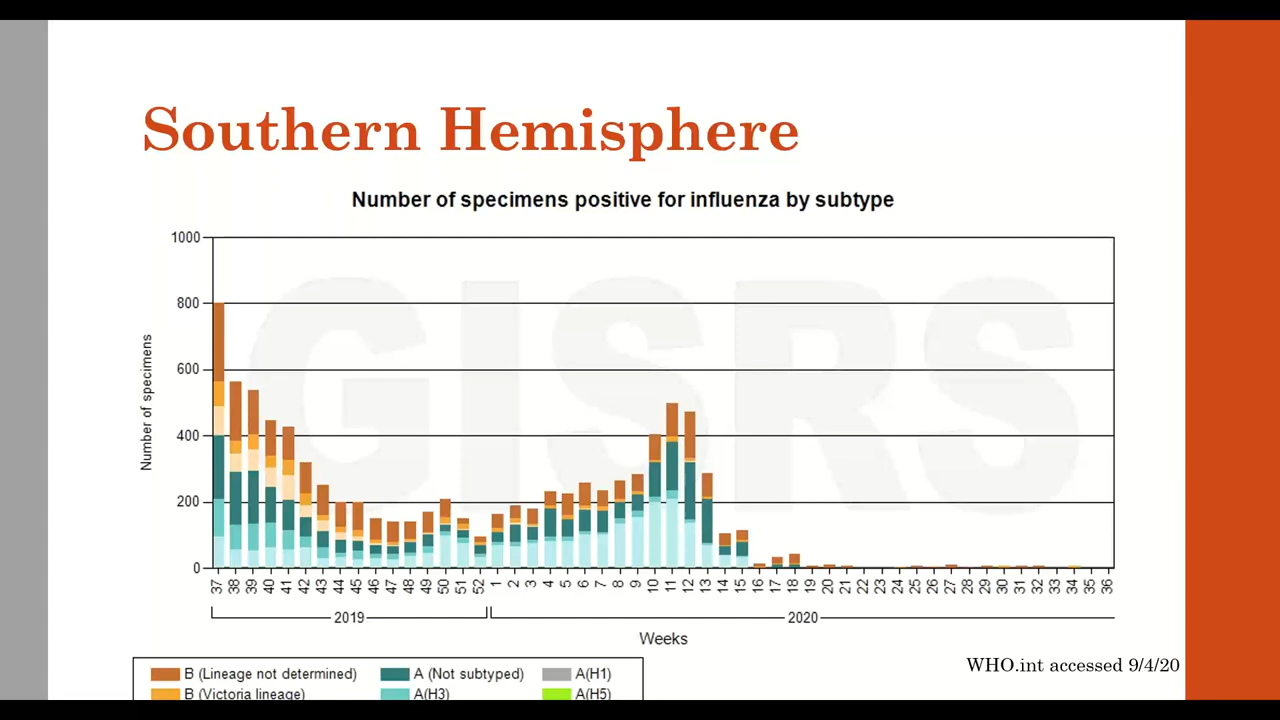 Southern Hemisphere
Number of specimens positive for influenza by subtype
GISRS
Number of specimens
1000
800
600
400
200
0
37 38 39 40 41 42 43 44 45 46 47 48 49 50 51 52 1 2 3 4 5 6 7 8 9 10 11 12 13 14 15 16 17 18 19 20 21 22 23 24 25 26 27 28 29 30 31 32 33 34 35 36
2019 2020
Weeks
WHO.int accessed 9/4/20
B (Lineage not determined) A (Not subtyped) A(H1)
B (Victoria lineage) A(H3) A(H5)